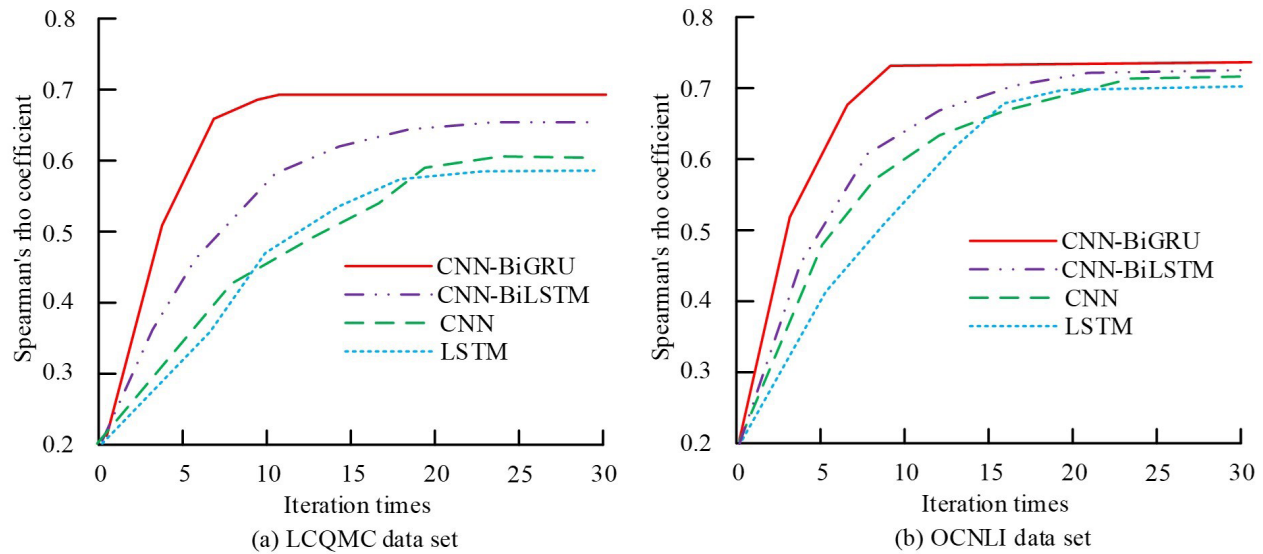 0.8
0.7
0.6
0.5
0.4
0.3
0.2
Spearman's rho coefficient
CNN-BiGRU
CNN-BiLSTM
CNN
LSTM
0 5 10 15 20 25 30
Iteration times
(a) LCQMC data set
0.8
0.7
0.6
0.5
0.4
0.3
0.2
Spearman's rho coefficient
CNN-BiGRU
CNN-BiLSTM
CNN
LSTM
0 5 10 15 20 25 30
Iteration times
(b) OCNLI data set